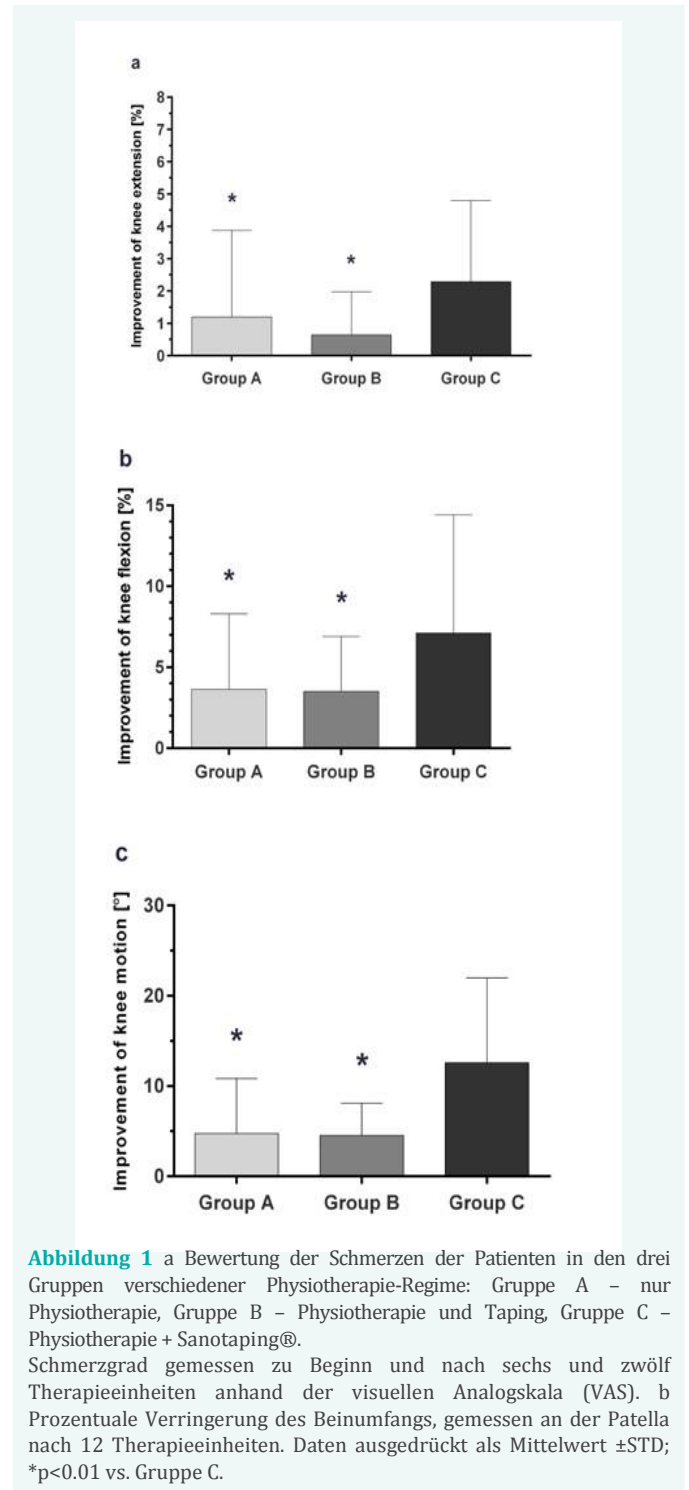 a
Improvement of knee extension [%]
8
7
6
5
4
3
2
1
0
*
*
Group A Group B Group C
b
Improvement of knee flexion [%]
15
10
5
0
*
*
Group A Group B Group C
c
Improvement of knee motion [°]
30
20
10
0
*
*
Group A Group B Group C
Abbildung 1 a Bewertung der Schmerzen der Patienten in den drei
Gruppen verschiedener Physiotherapie-Regime: Gruppe A – nur
Physiotherapie, Gruppe B – Physiotherapie und Taping, Gruppe C –
Physiotherapie + Sanotaping®.
Schmerzgrad gemessen zu Beginn und nach sechs und zwölf
Therapieeinheiten anhand der visuellen Analogskala (VAS). b
Prozentuale Verringerung des Beinumfangs, gemessen an der Patella
nach 12 Therapieeinheiten. Daten ausgedrückt als Mittelwert ±STD;
*p<0.01 vs. Gruppe C.